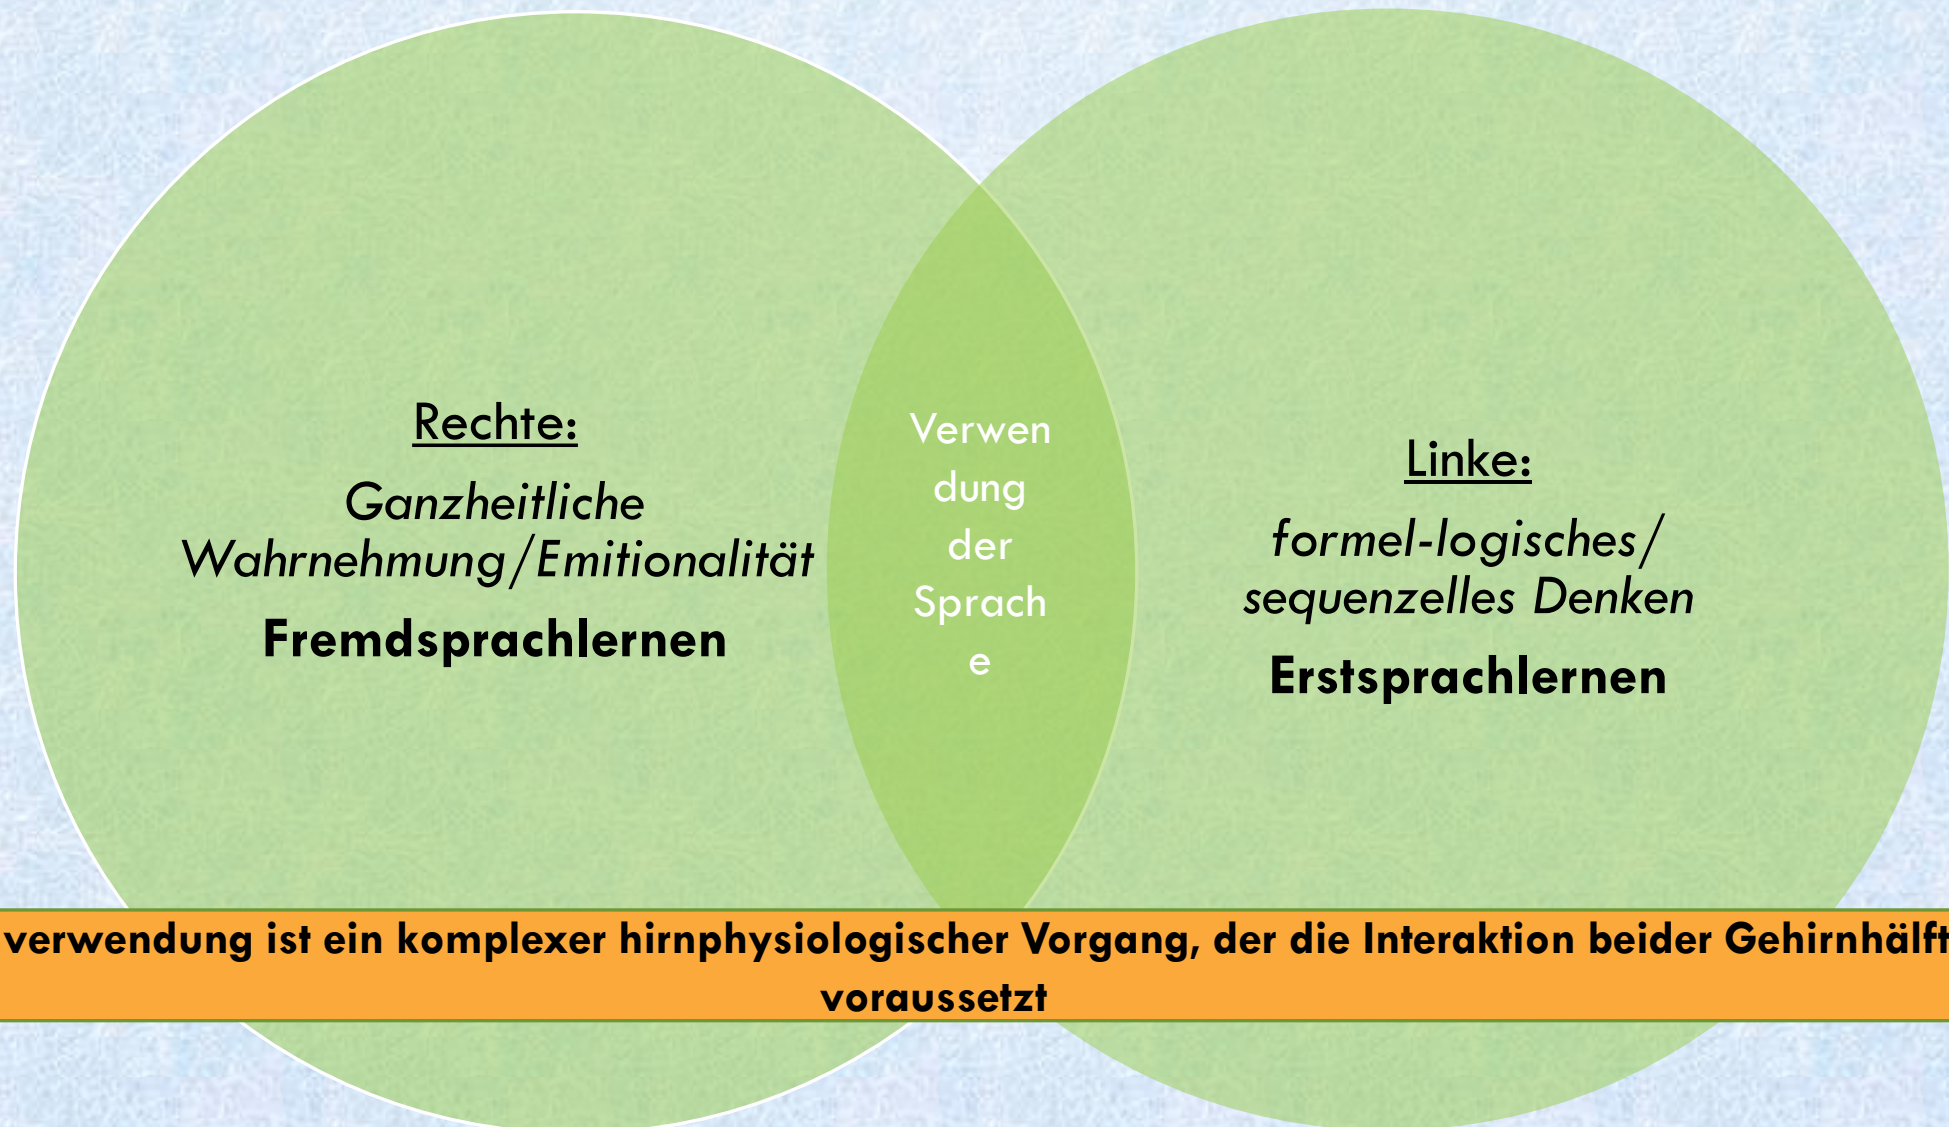 Rechte:
Ganzheitliche
Wahrnehmung/Emitionalität
Fremdsprachlernen
Verwen
dung
der
Sprach
e
Linke:
formel-logisches/
sequenzelles Denken
Erstsprachlernen
verwendung ist ein komplexer hirnphysiologischer Vorgang, der die Interaktion beider Gehirnhälft
voraussetzt